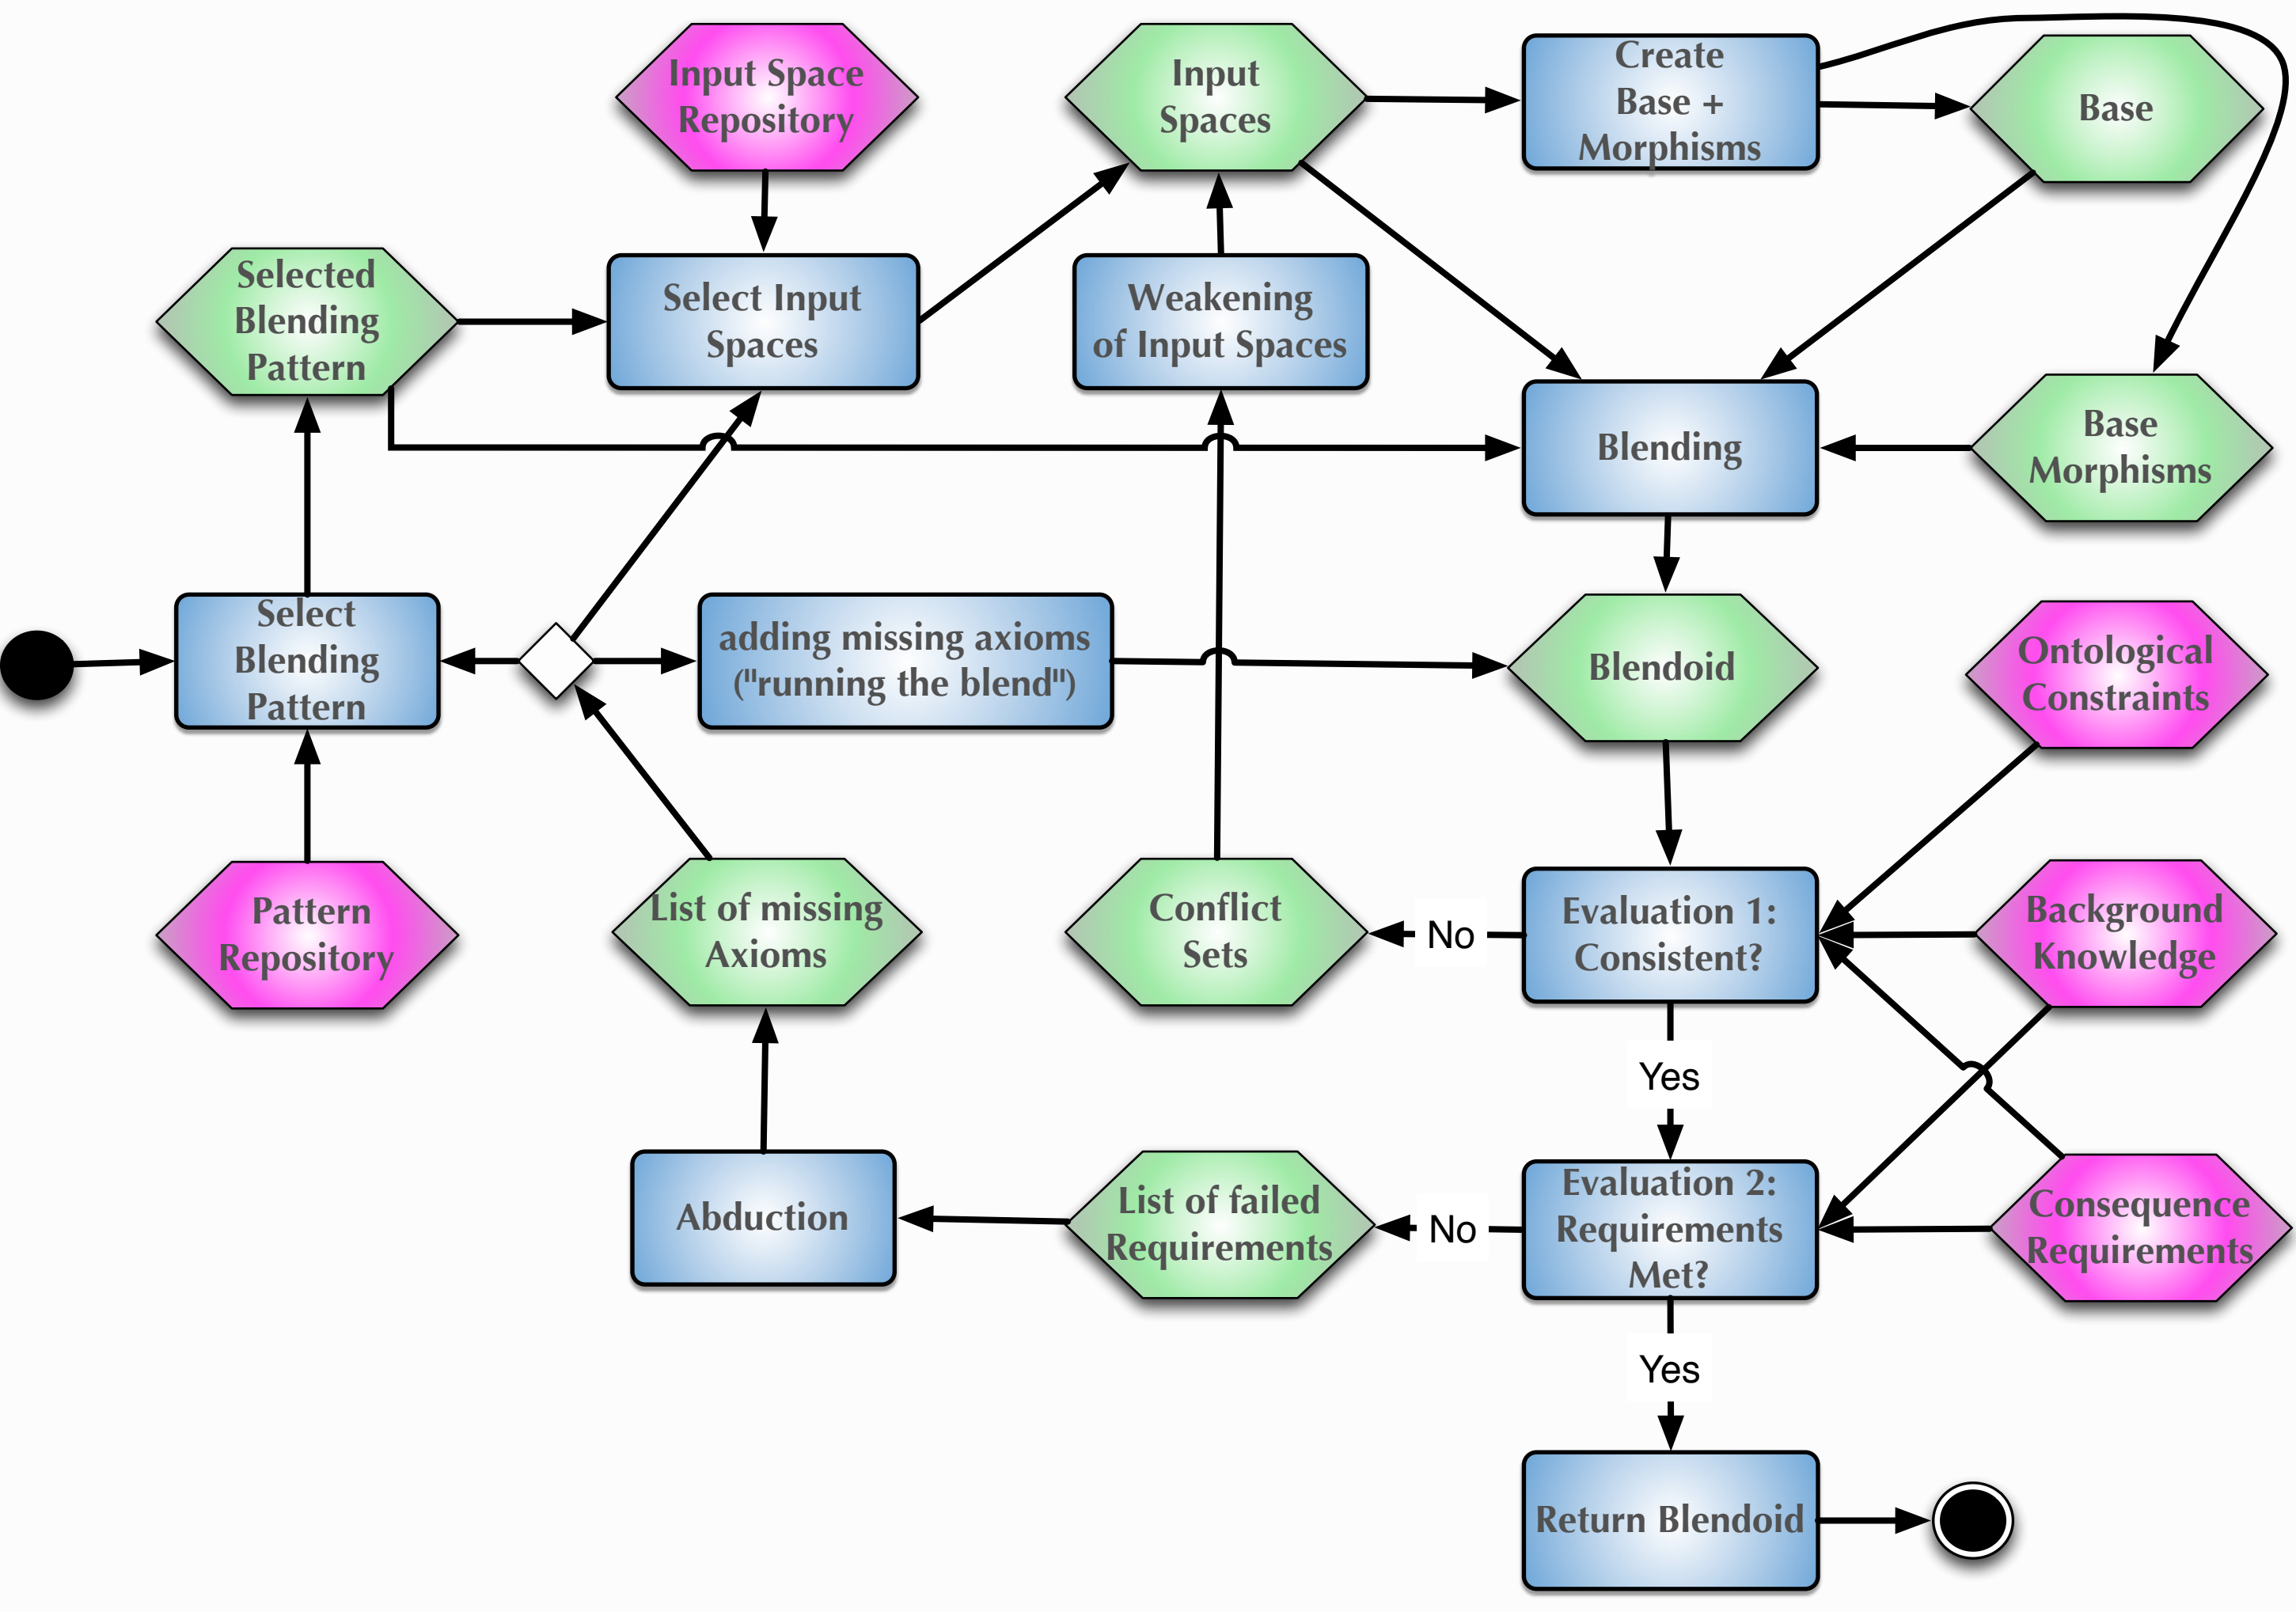 Input Space
Repository
Input
Spaces
Create
Base +
Morphisms
Base
Selected
Blending
Pattern
Select Input
Spaces
Weakening
of Input Spaces
Blending
Base
Morphisms
Select
Blending
Pattern
adding missing axioms
("running the blend")
Blendoid
Ontological
Constraints
Pattern
Repository
List of missing
Axioms
Conflict
Sets
No
Evaluation 1:
Consistent?
Background
Knowledge
Yes
Abduction
List of failed
Requirements
No
Evaluation 2:
Requirements
Met?
Consequence
Requirements
Yes
Return Blendoid